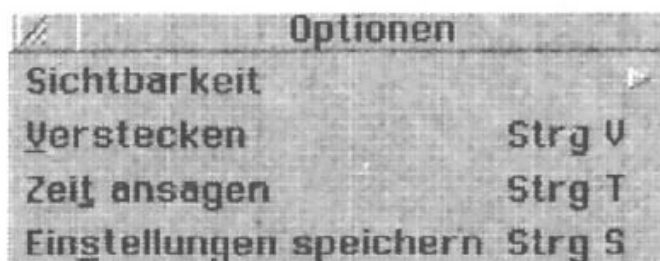 Optionen
Sichtbarkeit
Verstecken Strg V
Zeit ansagen Strg T
Einstellungen speichern Strg S